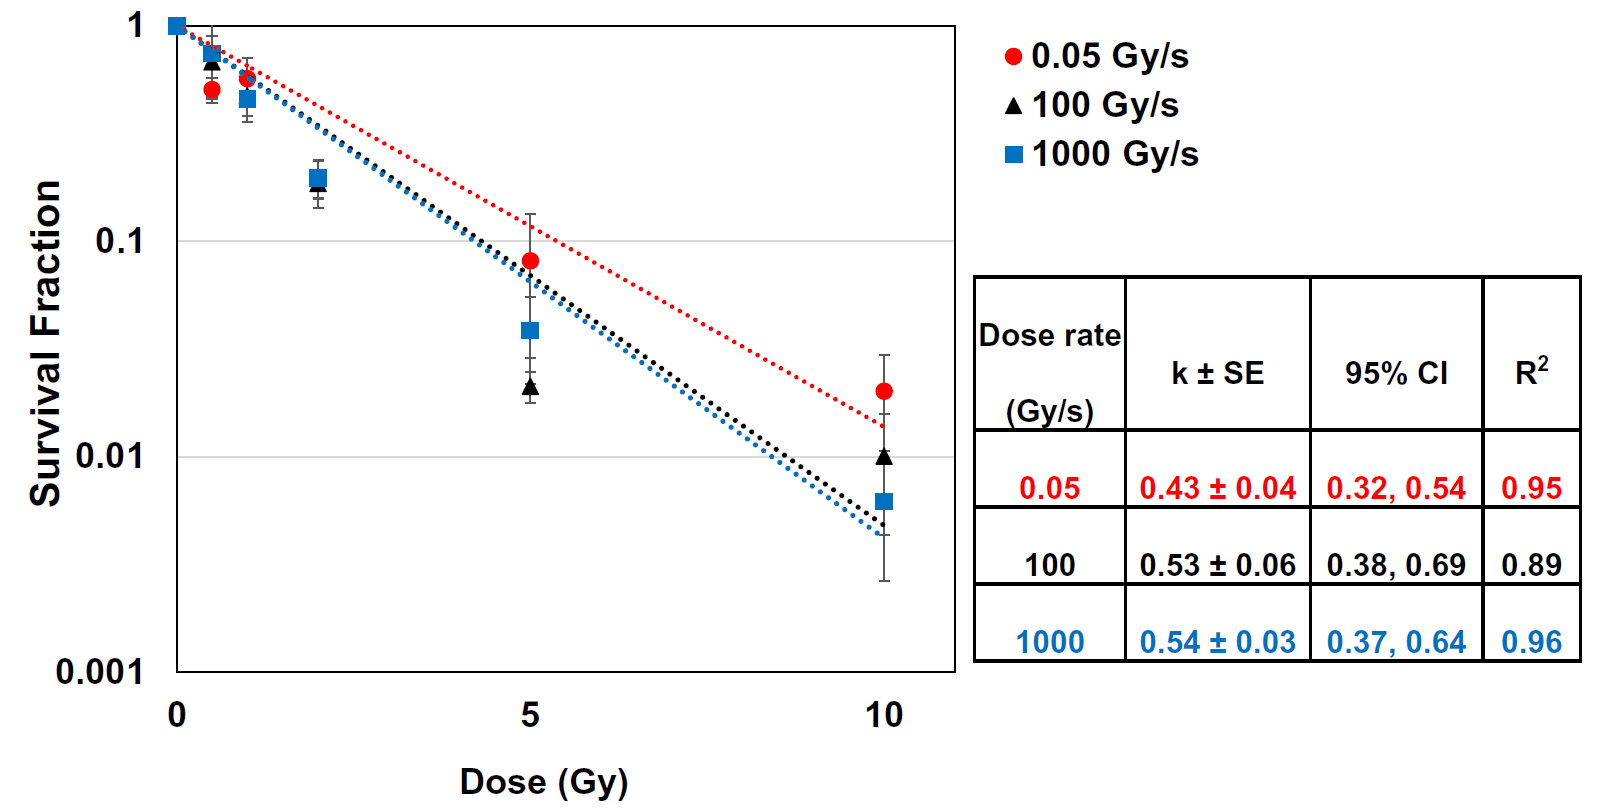 1
0.1
0.01
0.001
Survival Fraction
0
5
10
Dose (Gy)
0.05 Gy/s
100 Gy/s
1000 Gy/s
Dose rate
(Gy/s)
k ± SE
95% CI
R²
0.05
0.43 ± 0.04
0.32, 0.54
0.95
100
0.53 ± 0.06
0.38, 0.69
0.89
1000
0.54 ± 0.03
0.37, 0.64
0.96